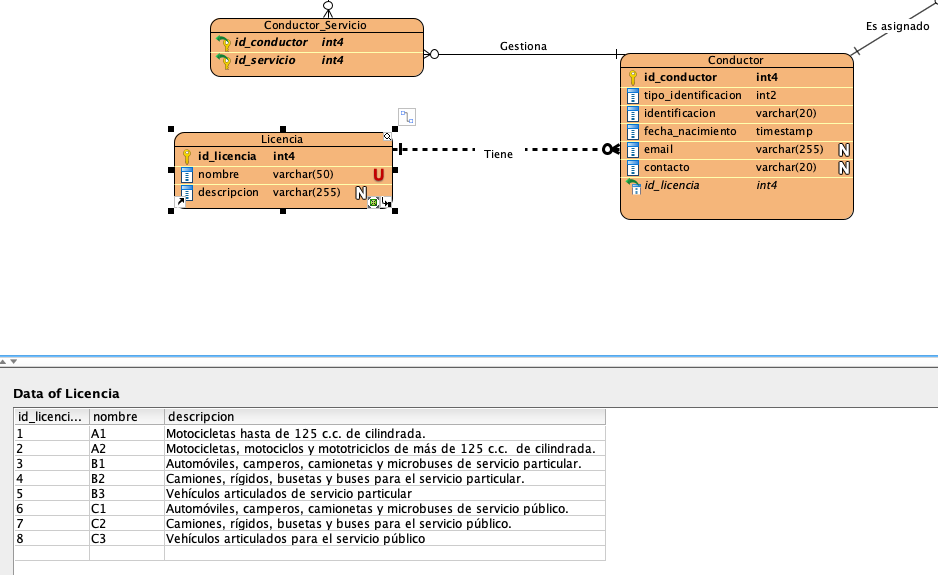 Conductor_Servicio
id_conductor int4
id_servicio int4
Gestiona
Es asignado
Conductor
id_conductor int4
tipo_identificacion int2
identificacion varchar(20)
fecha_nacimiento timestamp
email varchar(255) N
contacto varchar(20) N
id_licencia int4
Licencia
id_licencia int4
nombre varchar(50) U
descripcion varchar(255) N
Tiene
Data of Licencia
id_licenci... nombre descripcion
1 A1 Motocicletas hasta de 125 c.c. de cilindrada.
2 A2 Motocicletas, motociclos y mototriciclos de más de 125 c.c. de cilindrada.
3 B1 Automóviles, camperos, camionetas y microbuses de servicio particular.
4 B2 Camiones, rígidos, busetas y buses para el servicio particular.
5 B3 Vehículos articulados de servicio particular
6 C1 Automóviles, camperos, camionetas y microbuses de servicio público.
7 C2 Camiones, rígidos, busetas y buses para el servicio público.
8 C3 Vehículos articulados para el servicio público